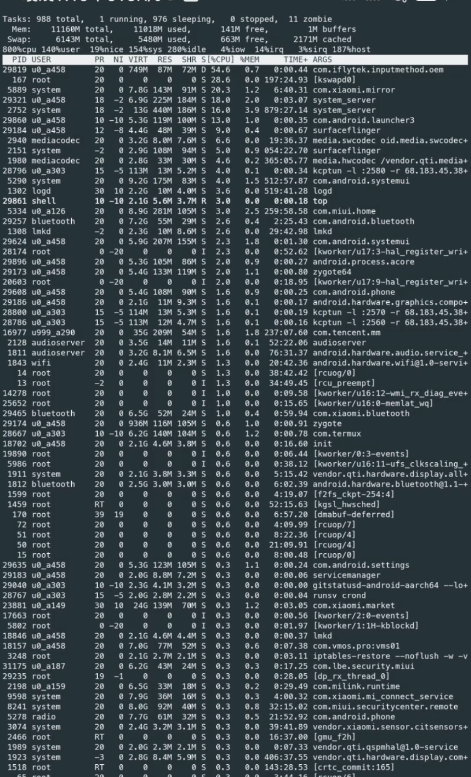 Tasks: 988 total, 1 running, 976 sleeping, 0 stopped, 11 zombie
Mem: 11160M total, 11018M used, 141M free, 1M buffers
Swap: 6143M total, 5480M used, 663M free, 2171M cached
800%cpu 140%user 19%nice 154%sys 280%idle 4%iow 14%irq 3%sirq 187%host
PID USER PR NI VIRT RES SHR S[%CPU] %MEM TIME+ ARGS
29819 u0_a458 20 0 749M 87M 72M D 54.6 0.7 0:00.44 com.iflytek.inputmethod.oem
167 root 20 0 0 0 0 S 28.6 0.0 197:24.93 [kswapd0]
5889 system 20 0 7.8G 143M 91M S 20.3 1.2 6:40.31 com.xiaomi.mirror
29321 u0_a458 18 -2 6.9G 225M 184M S 18.0 2.0 0:03.07 system_server
2752 system 18 -2 13G 440M 186M S 16.0 3.9 879:27.14 system_server
29860 u0_a458 10 -10 5.3G 119M 100M S 13.0 1.0 0:00.35 com.android.launcher3
29184 u0_a458 12 -8 4.4G 48M 39M S 9.0 0.4 0:00.67 surfaceflinger
2940 mediacodec 20 0 3.2G 8.0M 7.6M S 6.6 0.0 19:36.37 media.swcodec oid.media.swcodec+
2151 system -2 0 2.9G 108M 94M S 5.0 0.9 054:22.70 surfaceflinger
1980 mediacodec 20 0 2.8G 33M 30M S 4.6 0.2 365:05.77 media.hwcodec /vendor.qti.media+
28796 u0_a303 15 -5 113M 13M 5.2M S 4.0 0.1 0:00.34 kcptun -l :2580 -r 68.183.45.38+
5290 system 20 0 9.2G 175M 83M S 4.0 1.5 512:57.87 com.android.systemui
1302 logd 30 10 2.2G 10M 4.0M S 3.6 0.0 519:41.28 logd
29861 shell 10 -10 2.1G 5.6M 3.7M R 3.0 0.0 0:00.18 top
5334 u0_a126 20 0 8.9G 281M 105M S 3.0 2.5 259:58.58 com.miui.home
29257 bluetooth 20 0 7.2G 55M 29M S 2.6 0.4 2:25.43 com.android.bluetooth
1308 lmkd -2 0 2.3G 10M 8.6M S 2.6 0.0 29:42.98 lmkd
29624 u0_a458 20 0 5.9G 207M 155M S 2.3 1.8 0:01.30 com.android.systemui
28174 root 0 -20 0 0 0 I 2.3 0.0 0:52.62 [kworker/u17:3-hal_register_wri+
29896 u0_a458 20 0 5.3G 105M 86M S 2.0 0.9 0:00.27 android.process.acore
29173 u0_a458 20 0 5.4G 133M 119M S 2.0 1.1 0:00.80 zygote64
20603 root 0 -20 0 0 0 I 2.0 0.0 0:18.95 [kworker/u17:9-hal_register_wri+
29680 u0_a458 20 0 5.4G 108M 90M S 1.6 0.9 0:00.25 com.android.phone
29186 u0_a458 20 0 2.1G 11M 9.3M S 1.6 0.1 0:00.17 android.hardware.graphics.compo+
28800 u0_a303 15 -5 114M 13M 5.3M S 1.6 0.1 0:00.19 kcptun -l :2570 -r 68.183.45.38+
28786 u0_a303 15 -5 113M 12M 4.7M S 1.6 0.1 0:00.16 kcptun -l :2560 -r 68.183.45.38+
16977 u999_a290 20 0 35G 209M 54M S 1.6 1.8 237:07.60 com.tencent.mm
2128 audioserver 20 0 3.5G 14M 11M S 1.6 0.1 52:22.06 audioserver
1811 audioserver 20 0 3.2G 8.1M 6.5M S 1.6 0.0 76:31.37 android.hardware.audio.service_+
1843 wifi 20 0 2.4G 11M 2.3M S 1.3 0.0 20:42.36 android.hardware.wifi@1.0-servi+
14 root 20 0 0 0 0 S 1.3 0.0 38:42.42 [rcuog/0]
13 root -2 0 0 0 0 I 1.3 0.0 34:49.45 [rcu_preempt]
14278 root 20 0 0 0 0 I 1.0 0.0 0:09.58 [kworker/u16:12-wmi_rx_diag_eve+
25652 root 20 0 0 0 0 I 1.0 0.0 0:15.65 [kworker/u16:0-memlat_wq]
29465 bluetooth 20 0 6.5G 52M 24M S 1.0 0.4 0:59.94 com.xiaomi.bluetooth
29174 u0_a458 20 0 936M 116M 105M S 0.6 1.0 0:00.91 zygote
28667 u0_a303 10 -10 6.2G 140M 104M S 0.6 1.2 0:00.78 com.termux
18702 u0_a458 20 0 2.1G 4.6M 3.8M S 0.6 0.0 0:16.60 init
19890 root 20 0 0 0 0 I 0.6 0.0 0:06.44 [kworker/0:3-events]
5986 root 20 0 0 0 0 I 0.6 0.0 0:38.12 [kworker/u16:11-ufs_clkscaling_+
1911 system 20 0 2.1G 3.8M 3.3M S 0.6 0.0 5:15.42 vendor.qti.hardware.display.all+
1812 bluetooth 20 0 2.5G 3.0M 3.0M S 0.6 0.0 6:02.39 android.hardware.bluetooth@1.1-+
1599 root 20 0 0 0 0 S 0.6 0.0 4:19.07 [f2fs_ckpt-254:4]
1459 root RT 0 0 0 0 S 0.6 0.0 52:15.63 [kgsl_hwsched]
170 root 39 19 0 0 0 S 0.6 0.0 6:57.20 [dmabuf-deferred]
72 root 20 0 0 0 0 S 0.6 0.0 4:09.99 [rcuop/7]
51 root 20 0 0 0 0 S 0.6 0.0 8:22.36 [rcuop/4]
50 root 20 0 0 0 0 S 0.6 0.0 21:09.91 [rcuog/4]
15 root 20 0 0 0 0 S 0.6 0.0 8:00.48 [rcuop/0]
29635 u0_a458 20 0 5.3G 123M 105M S 0.3 1.1 0:00.24 com.android.settings
29183 u0_a458 20 0 2.0G 8.8M 7.2M S 0.3 0.0 0:00.06 servicemanager
29040 u0_a303 10 -10 2.3G 4.1M 3.2M S 0.3 0.0 0:00.00 gitstatusd-android-aarch64 --lo+
28767 u0_a303 15 -5 2.0G 2.8M 2.2M S 0.3 0.0 0:00.04 runsv crond
23881 u0_a149 30 10 24G 139M 70M S 0.3 1.2 0:03.05 com.xiaomi.market
17663 root 20 0 0 0 0 I 0.3 0.0 0:00.56 [kworker/2:0-events]
5802 root 0 -20 0 0 0 I 0.3 0.0 0:01.97 [kworker/1:1H-kblockd]
18846 u0_a458 20 0 2.1G 4.6M 4.4M S 0.3 0.0 0:00.37 lmkd
18157 u0_a458 20 0 7.0G 77M 52M S 0.3 0.6 0:07.38 com.vmos.pro:vms01
3248 root 20 0 2.1G 2.7M 2.1M S 0.3 0.0 0:03.11 iptables-restore --noflush -w -v
31175 u0_a187 20 0 6.2G 43M 24M S 0.3 0.3 0:17.25 com.lbe.security.miui
29235 root 19 -1 0 0 0 S 0.3 0.0 0:28.05 [dp_rx_thread_0]
2198 u0_a159 20 0 6.5G 33M 18M S 0.3 0.2 0:29.49 com.milink.runtime
9598 system 20 0 7.9G 36M 16M S 0.3 0.3 4:00.32 com.xiaomi.mi_connect_service
8241 system 20 0 8.0G 92M 40M S 0.3 0.8 32:15.02 com.miui.securitycenter.remote
5278 radio 20 0 7.7G 61M 32M S 0.3 0.5 21:52.92 com.android.phone
3074 system 20 0 2.4G 3.2M 3.1M S 0.3 0.0 39:41.89 vendor.xiaomi.sensor.citsensors+
2466 root RT 0 0 0 0 S 0.3 0.0 16:37.00 [gmu_f2h]
1989 system 20 0 2.0G 2.3M 2.1M S 0.3 0.0 0:07.33 vendor.qti.qspmhal@1.0-service
1923 system -3 0 2.8G 8.4M 5.9M S 0.3 0.0 406:37.55 vendor.qti.hardware.display.com+
1518 root RT 0 0 0 0 S 0.3 0.0 143:28.53 [crtc_commit:165]